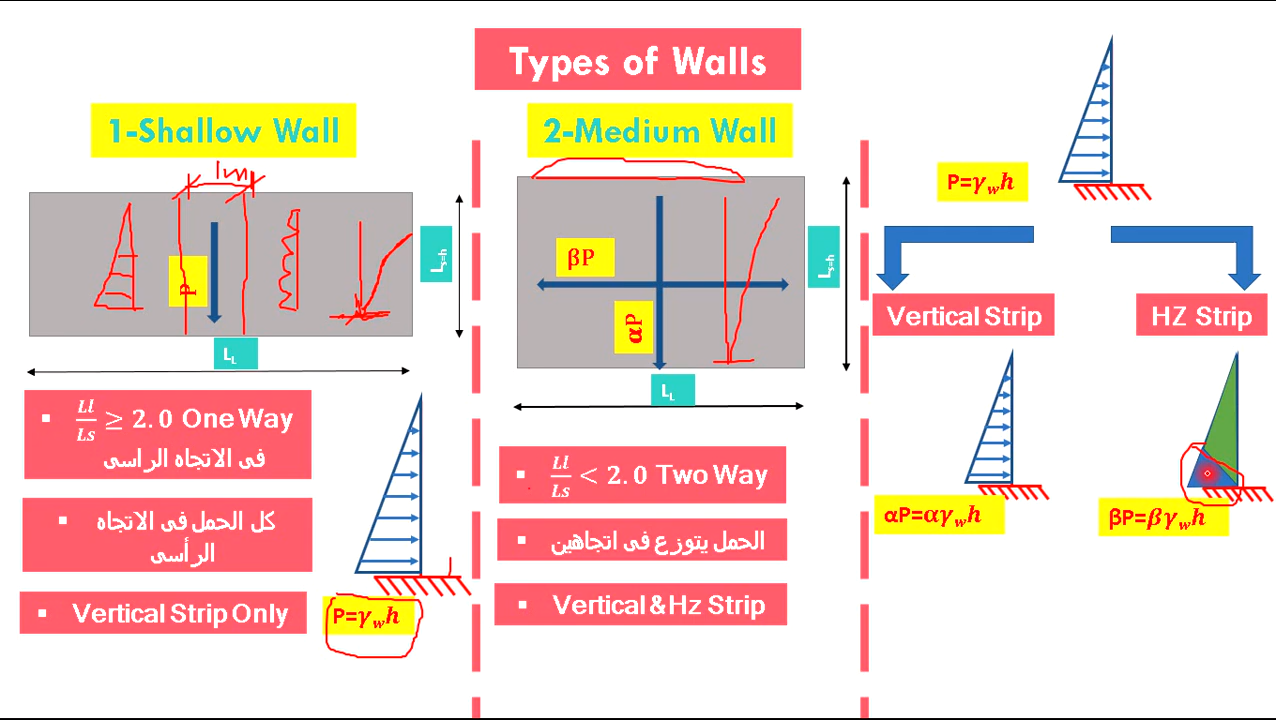 Types of Walls
1-Shallow Wall
1m
P
Ls=h
LL
▪ Ll/Ls ≥ 2.0 One Way
فى الاتجاه الراسى
▪ كل الحمل فى الاتجاه
الرأسى
▪ Vertical Strip Only
P=γwh
2-Medium Wall
βP
αP
Ls=h
LL
▪ Ll/Ls < 2.0 Two Way
▪ الحمل يتوزع فى اتجاهين
▪ Vertical &Hz Strip
P=γwh
Vertical Strip
HZ Strip
αP=αγwh
βP=βγwh